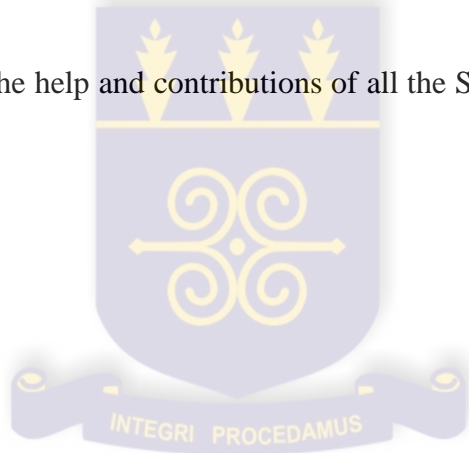 he help and contributions of all the S
INTEGRI PROCEDAMUS